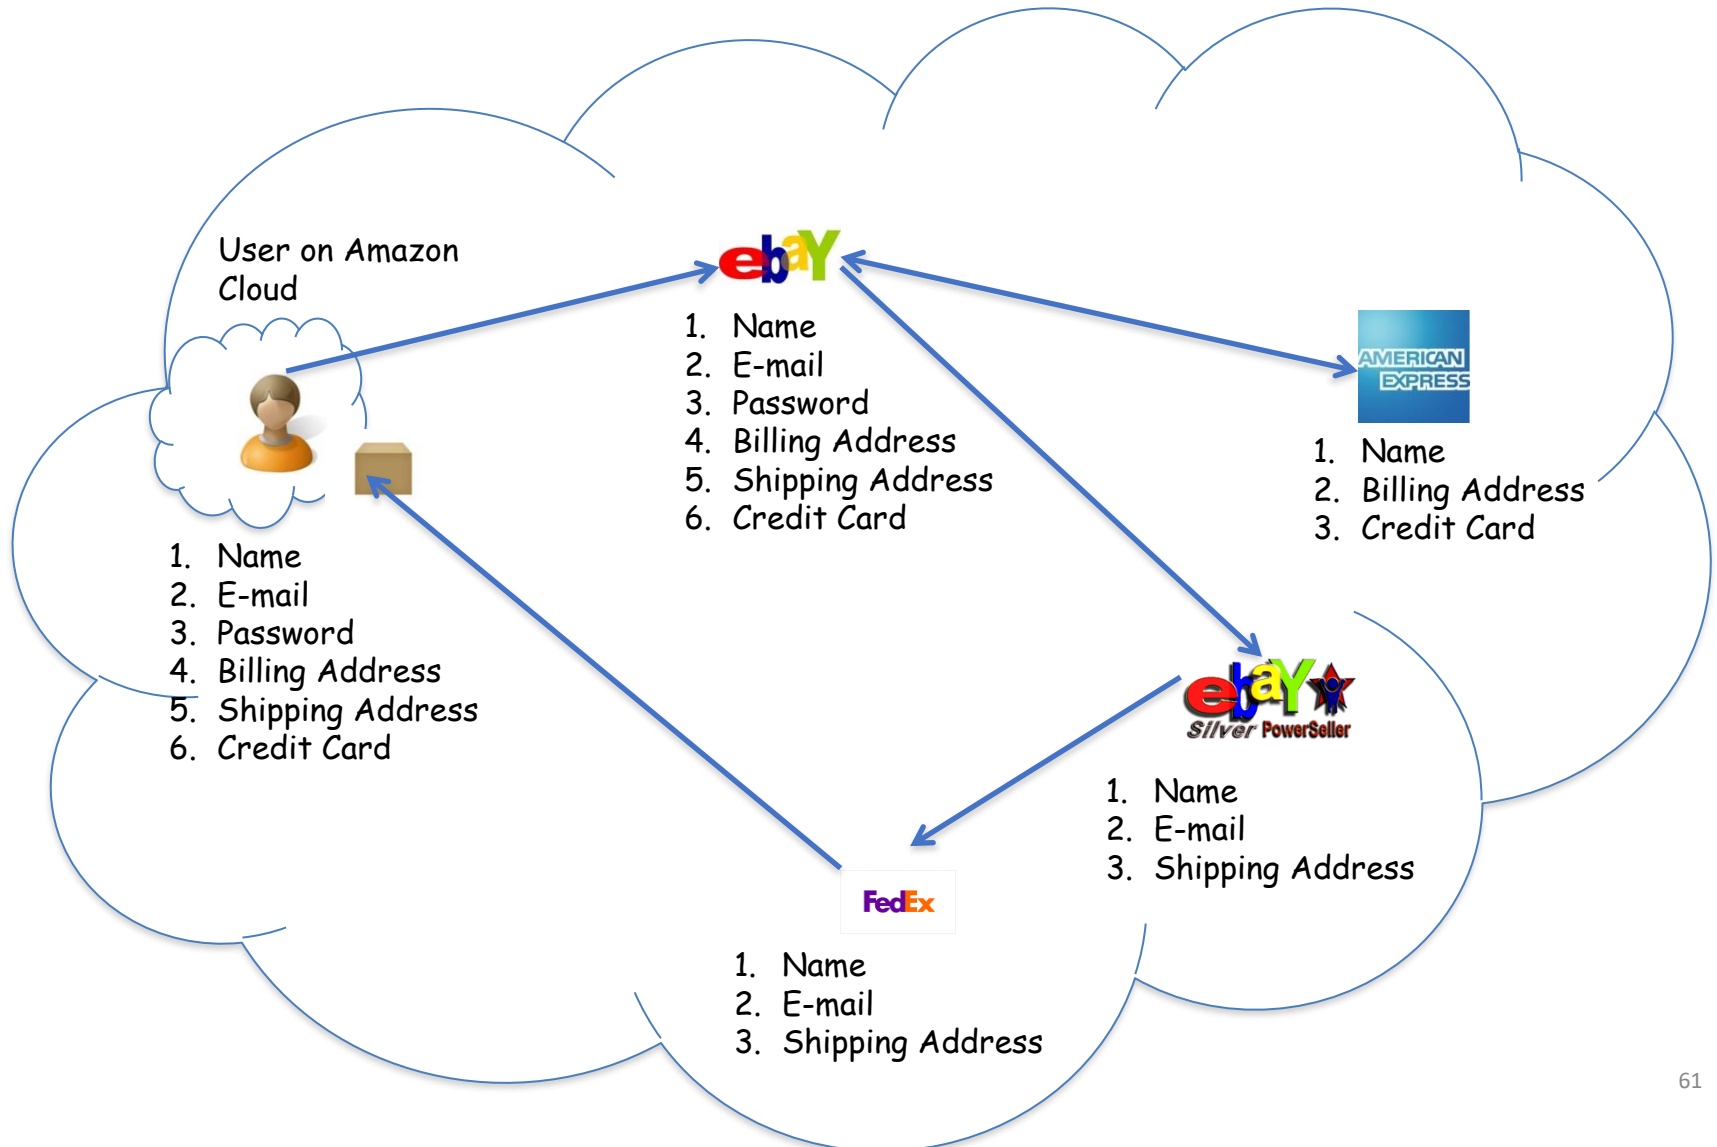 User on Amazon
Cloud
ebaY
1. Name
2. E-mail
3. Password
4. Billing Address
5. Shipping Address
6. Credit Card
AMERICAN
EXPRESS
1. Name
2. Billing Address
3. Credit Card
1. Name
2. E-mail
3. Password
4. Billing Address
5. Shipping Address
6. Credit Card
ebaY
Silver PowerSeller
1. Name
2. E-mail
3. Shipping Address
FedEx
1. Name
2. E-mail
3. Shipping Address
61